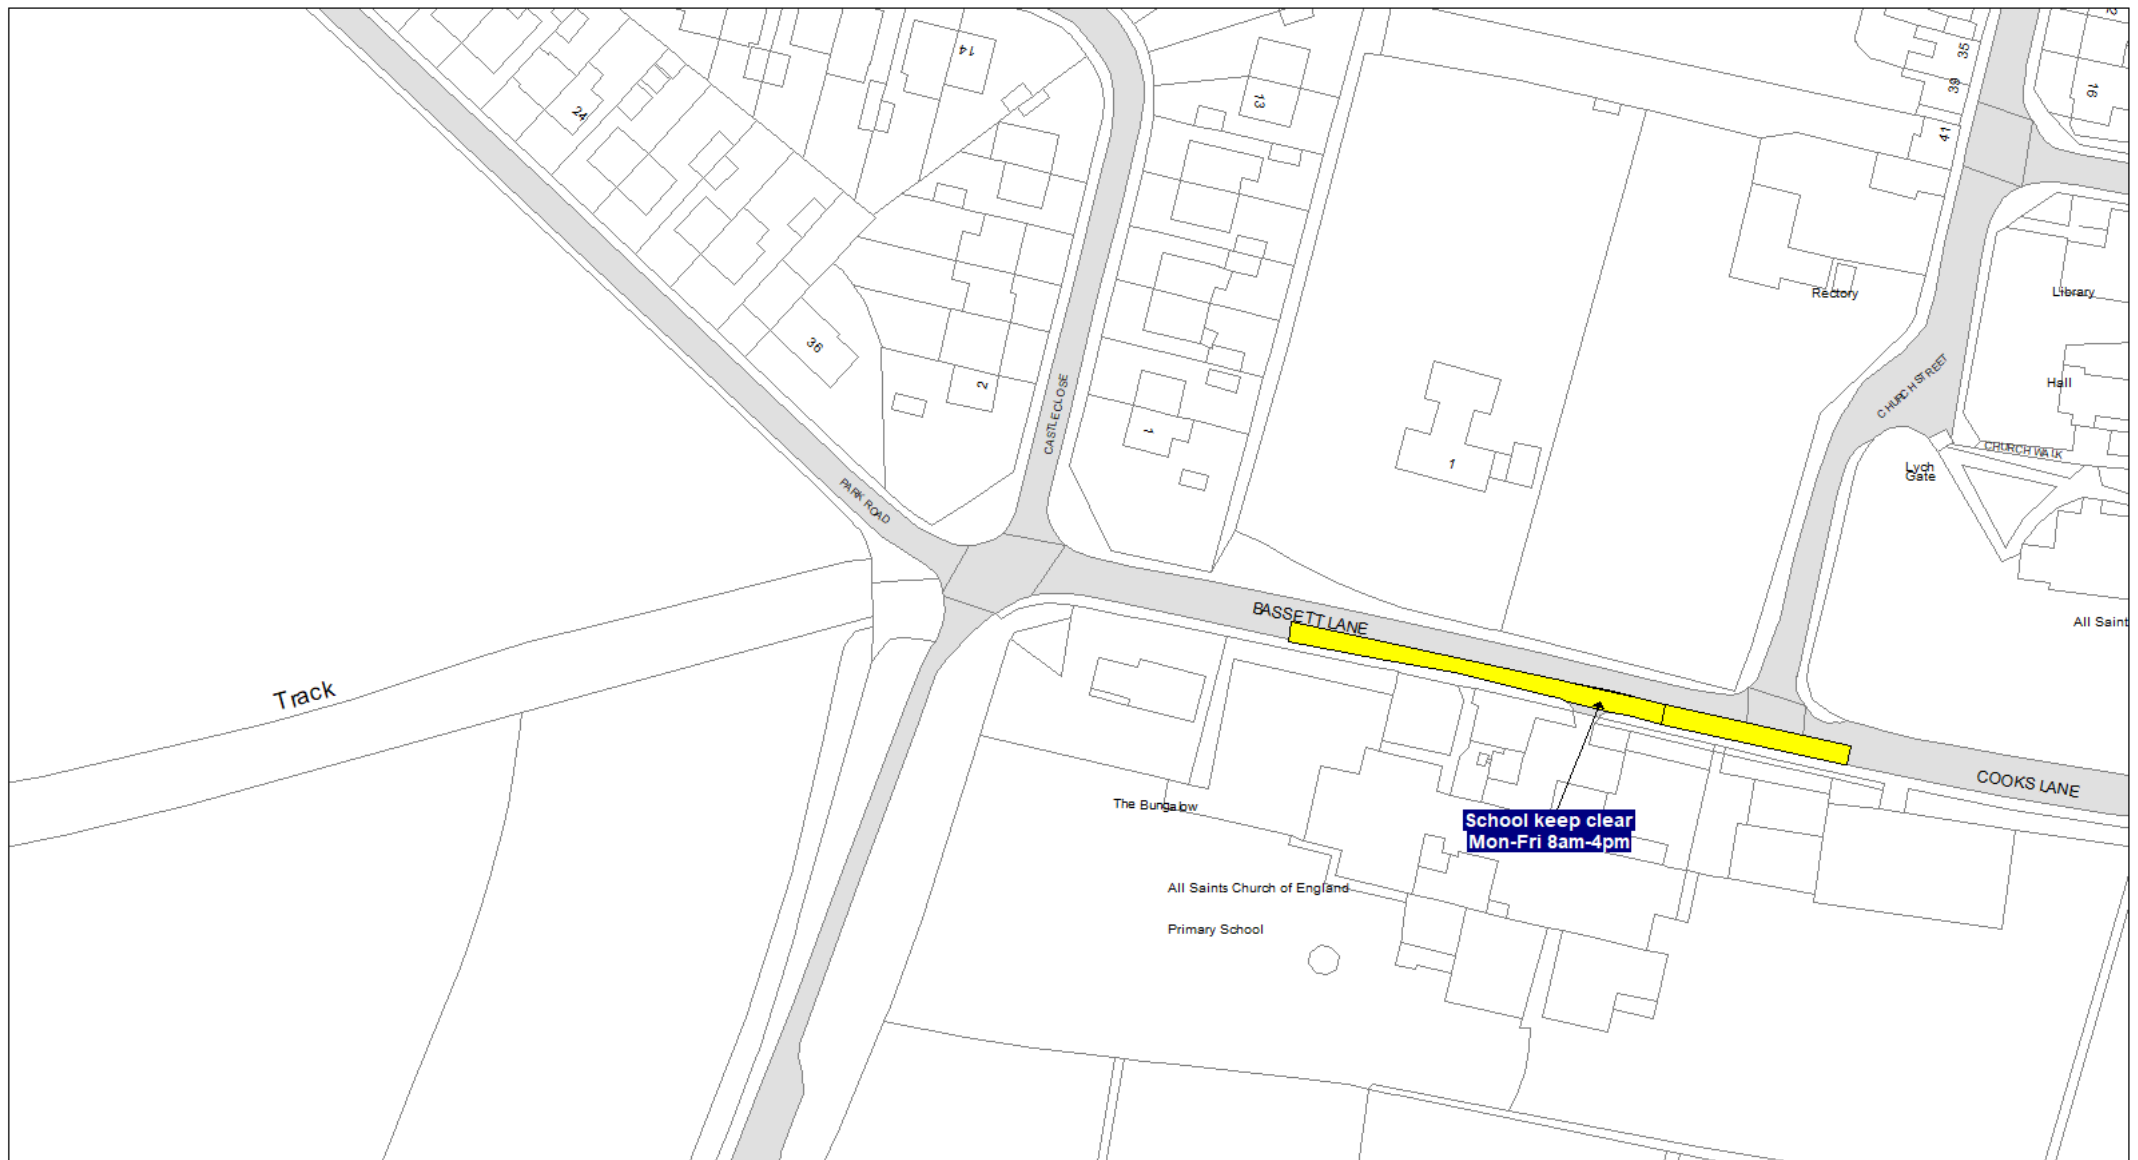 14
35
39
16
13
24
41
Rectory
Library
36
2
CASTLE CLOSE
CHURCH STREET
Hall
1
1
CHURCH WALK
Lych
Gate
PARK ROAD
BASSETT LANE
All Saint
Track
COOKS LANE
The Bungalow
School keep clear
Mon-Fri 8am-4pm
All Saints Church of England
Primary School